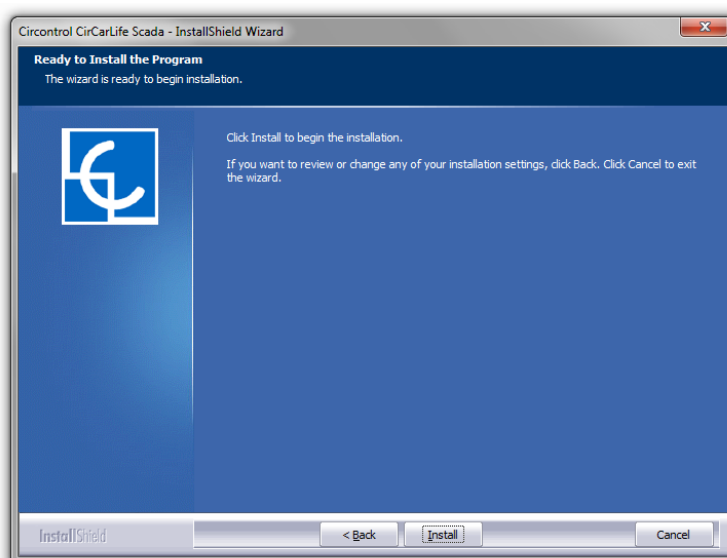 Circontrol CirCarLife Scada - InstallShield Wizard
Ready to Install the Program
The wizard is ready to begin installation.
Click Install to begin the installation.
If you want to review or change any of your installation settings, click Back. Click Cancel to exit
the wizard.
InstallShield
< Back
Install
Cancel